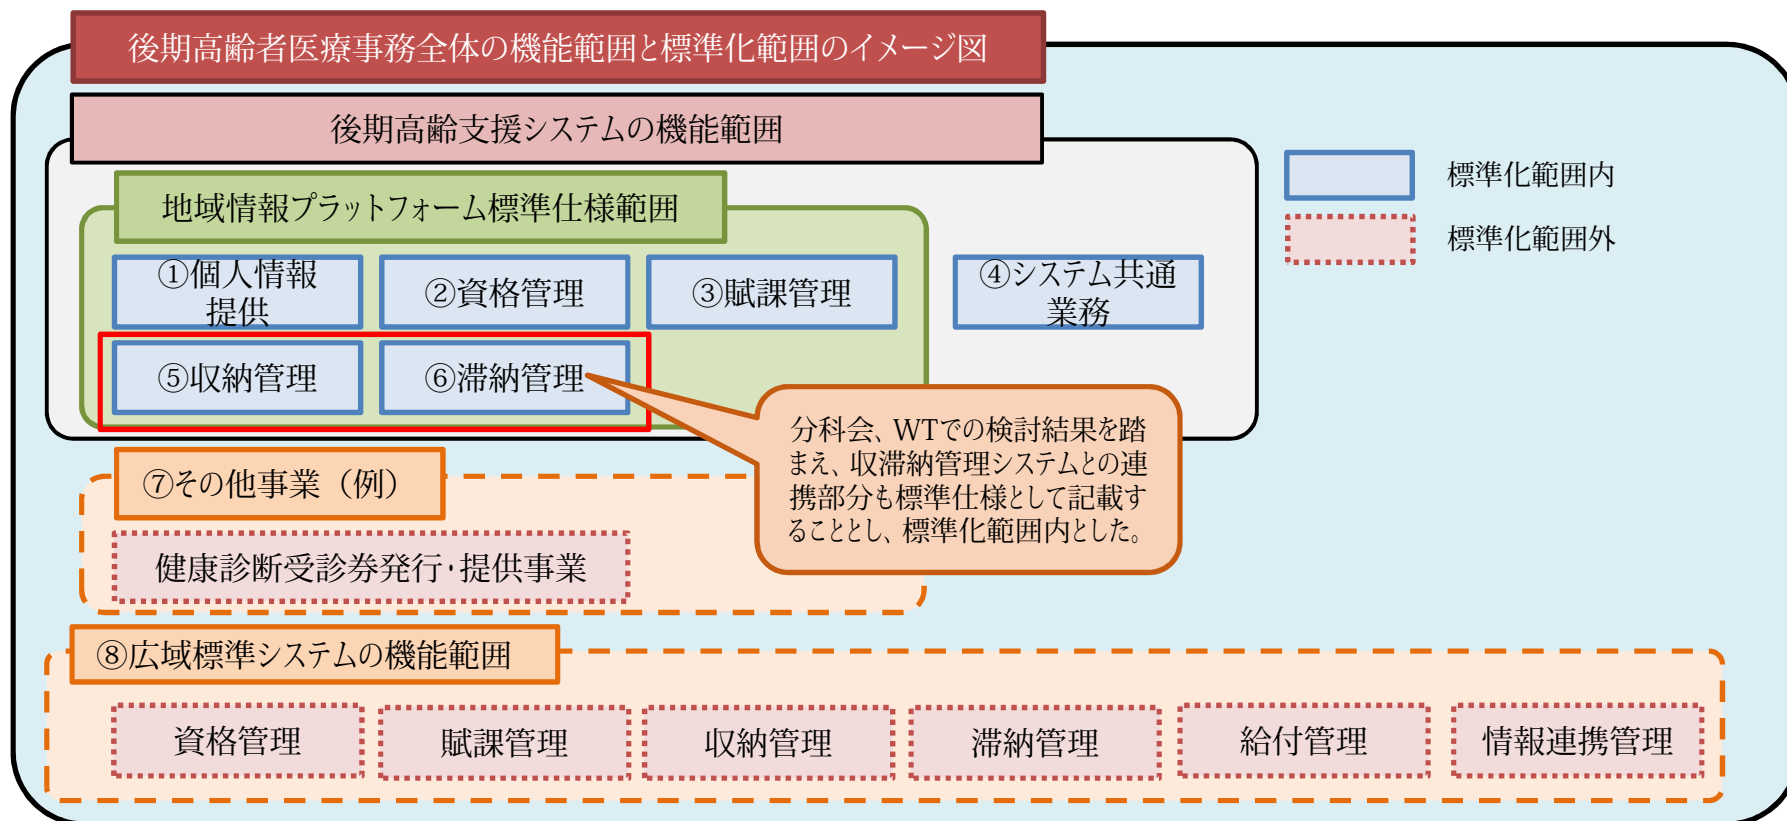 後期高齢者医療事務全体の機能範囲と標準化範囲のイメージ図
後期高齢支援システムの機能範囲
地域情報プラットフォーム標準仕様範囲
①個人情報
提供
②資格管理
③賦課管理
④システム共通
業務
⑤収納管理
⑥滞納管理
標準化範囲内
標準化範囲外
分科会、WTでの検討結果を踏
まえ、収滞納管理システムとの連
携部分も標準仕様として記載す
ることとし、標準化範囲内とした。
⑦その他事業（例）
健康診断受診券発行・提供事業
⑧広域標準システムの機能範囲
資格管理
賦課管理
収納管理
滞納管理
給付管理
情報連携管理